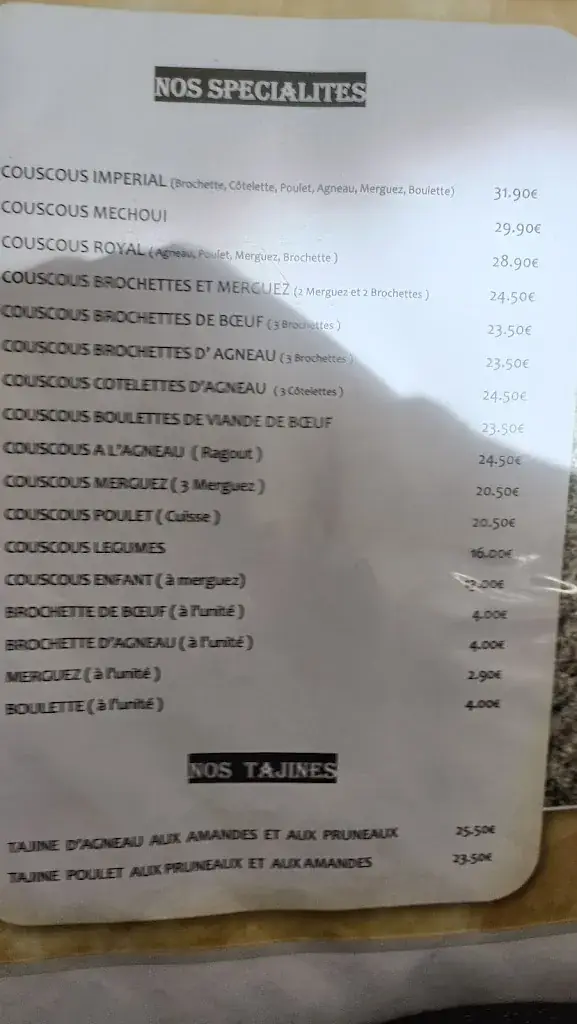 NOS SPECIALITES
COUSCOUS IMPERIAL (Brochette, Côtelette, Poulet, Agneau, Merguez, Boulette) 31.90€
COUSCOUS MECHOUI 29.90€
COUSCOUS ROYAL (Agneau, Poulet, Merguez, Brochette ) 28.90€
COUSCOUS BROCHETTES ET MERGUEZ (2 Merguez et 2 Brochettes ) 24.50€
COUSCOUS BROCHETTES DE BŒUF (3 Brochettes ) 23.50€
COUSCOUS BROCHETTES D' AGNEAU (3 Brochettes) 23.50€
COUSCOUS COTELETTES D'AGNEAU (3 Côtelettes ) 24.50€
COUSCOUS BOULETTES DE VIANDE DE BŒUF 23.50€
COUSCOUS A L'AGNEAU ( Ragout ) 24.50€
COUSCOUS MERGUEZ ( 3 Merguez ) 20.50€
COUSCOUS POULET ( Cuisse ) 20.50€
COUSCOUS LEGUMES 16.00€
COUSCOUS ENFANT ( à merguez)
BROCHETTE DE BŒUF ( à l'unité ) 4.00€
BROCHETTE D'AGNEAU ( à l'unité ) 4.00€
MERGUEZ ( à l'unité ) 2.90€
BOULETTE ( à l'unité ) 4.00€
NOS TAJINES
TAJINE D'AGNEAU AUX AMANDES ET AUX PRUNEAUX 25.50€
TAJINE POULET AUX PRUNEAUX ET AUX AMANDES 23.50€